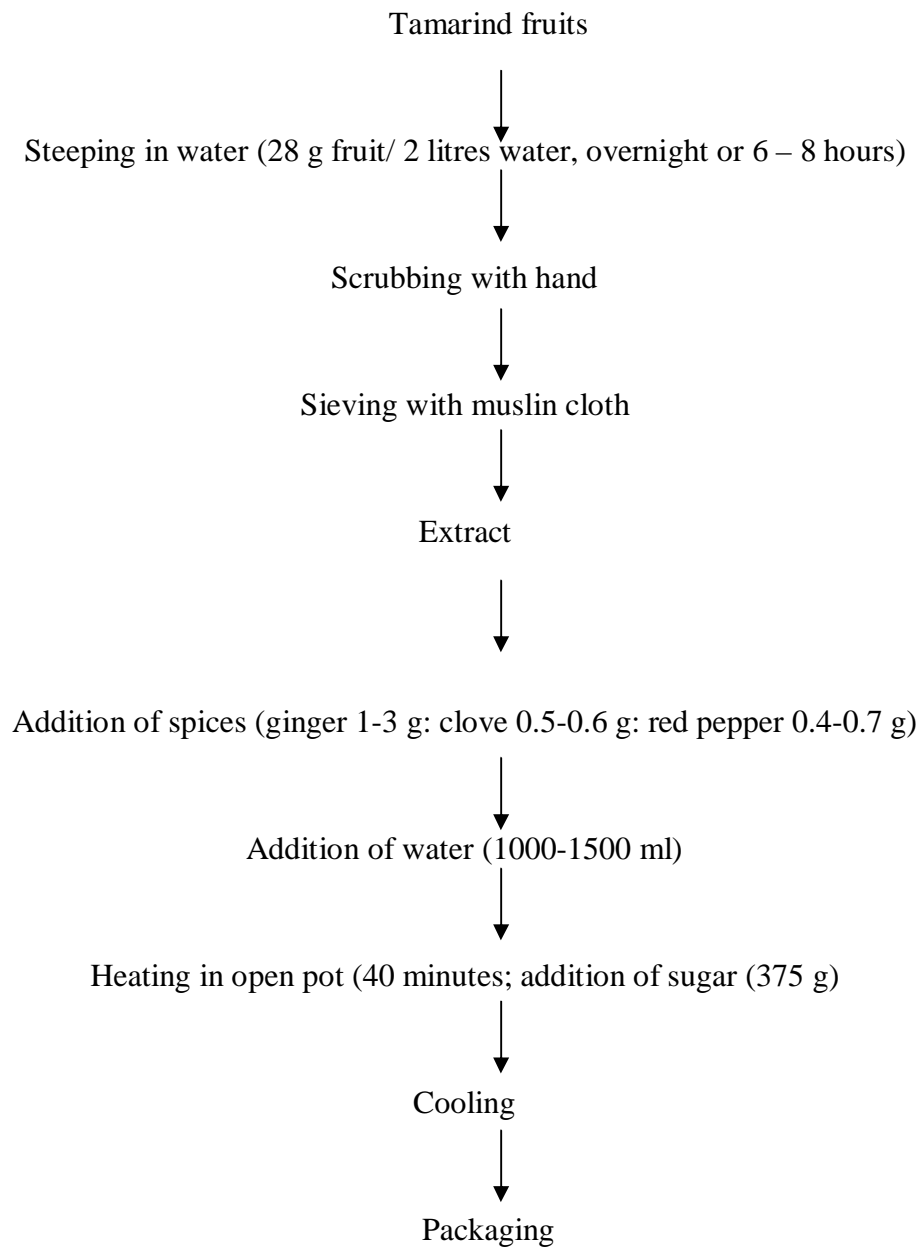 Tamarind fruits
Steeping in water (28 g fruit/ 2 litres water, overnight or 6 – 8 hours)
Scrubbing with hand
Sieving with muslin cloth
Extract
Addition of spices (ginger 1-3 g: clove 0.5-0.6 g: red pepper 0.4-0.7 g)
Addition of water (1000-1500 ml)
Heating in open pot (40 minutes; addition of sugar (375 g)
Cooling
Packaging